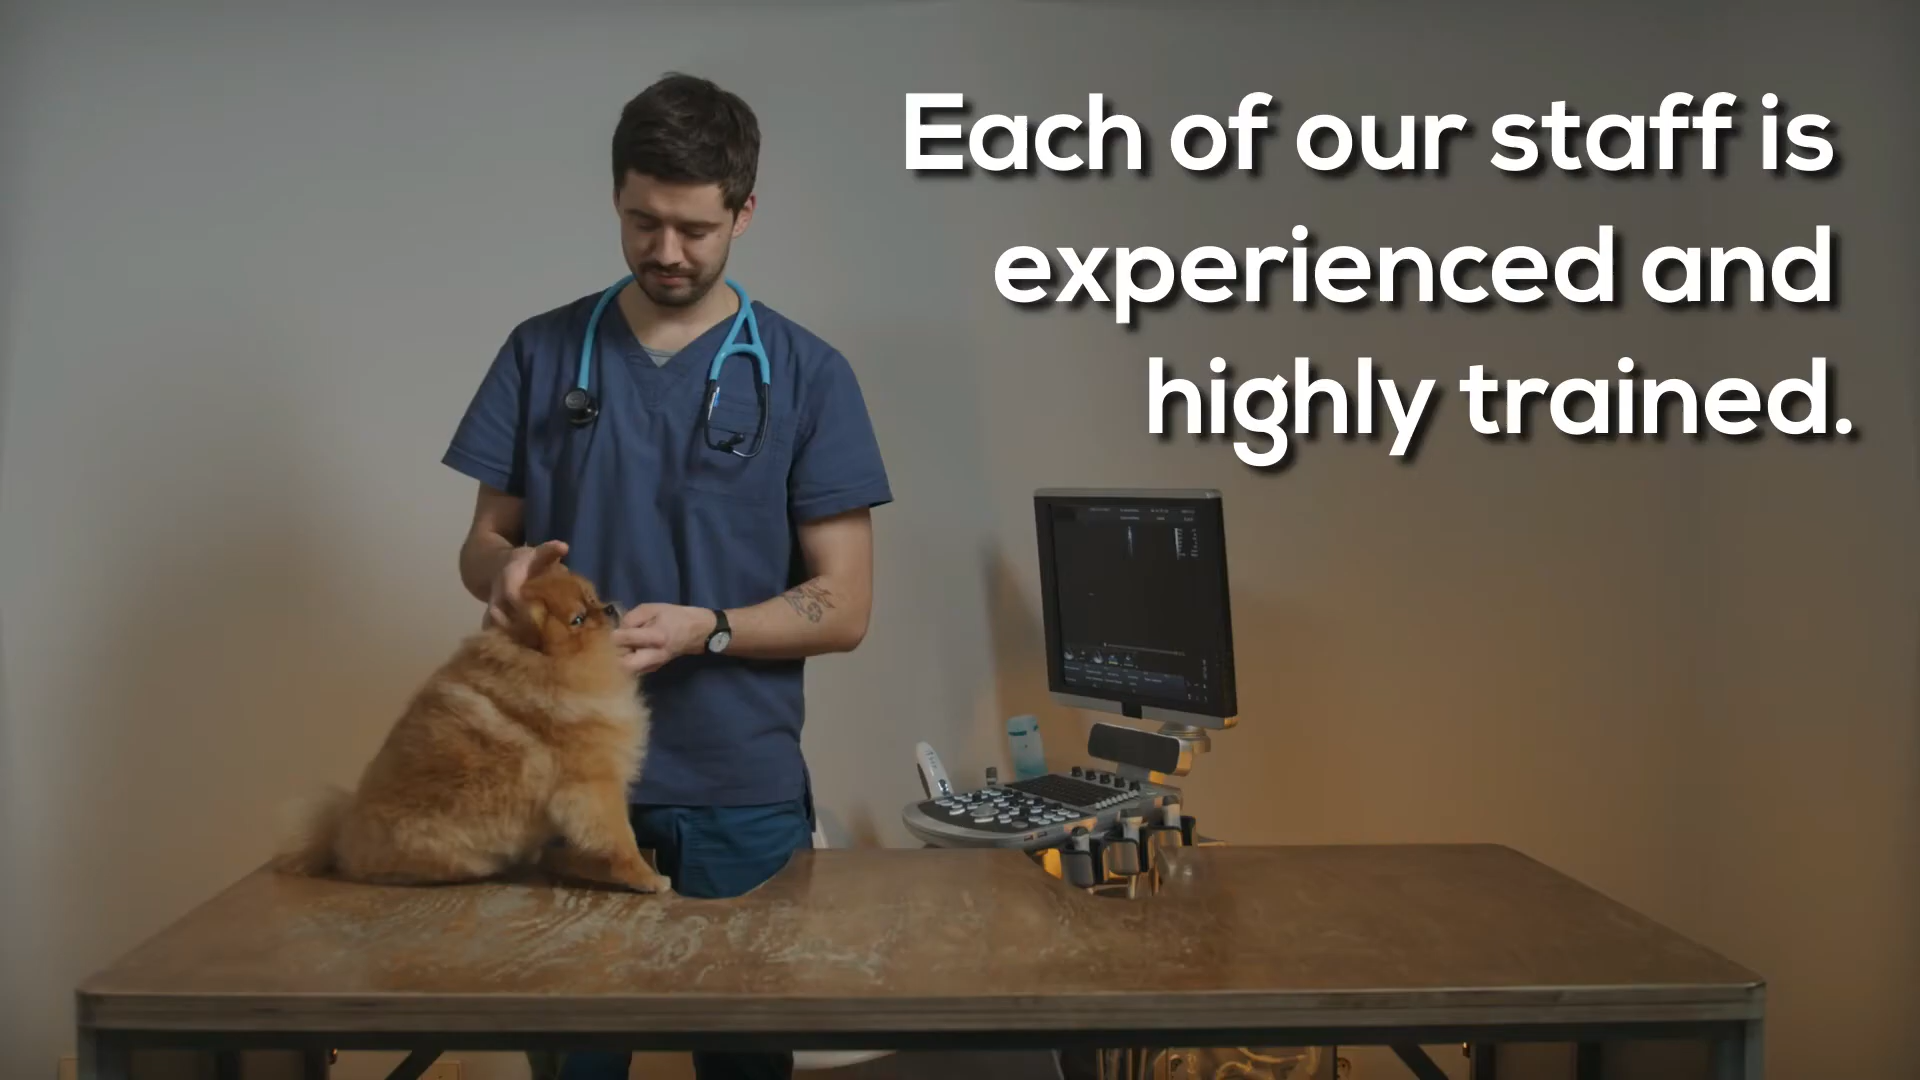 Each of our staff is
experienced and
highly trained.